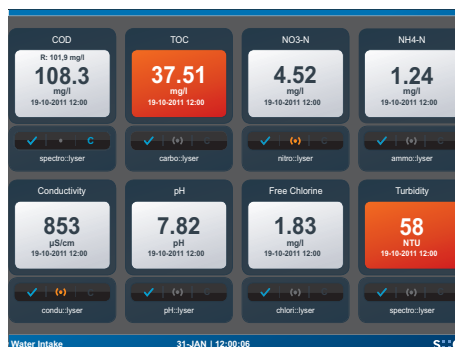 COD
TOC
NO3-N
NH4-N
R: 101,9 mg/l
108.3
mg/l
19-10-2011 12:00
37.51
mg/l
19-10-2011 12:00
4.52
mg/l
19-10-2011 12:00
1.24
mg/l
19-10-2011 12:00
C
spectro::lyser
C
carbo::lyser
C
nitro::lyser
C
ammo::lyser
Conductivity
pH
Free Chlorine
Turbidity
853
µS/cm
19-10-2011 12:00
7.82
pH
19-10-2011 12:00
1.83
mg/l
19-10-2011 12:00
58
NTU
19-10-2011 12:00
C
condu::lyser
C
pH::lyser
C
chlori::lyser
C
spectro::lyser
Water Intake
31-JAN | 12:00:06